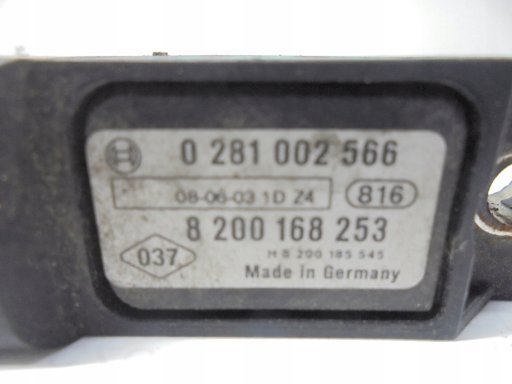 0 281 002 566
08-06-03 1D Z4
816
8 200 168 253
037
H 8 200 185 545
Made in Germany